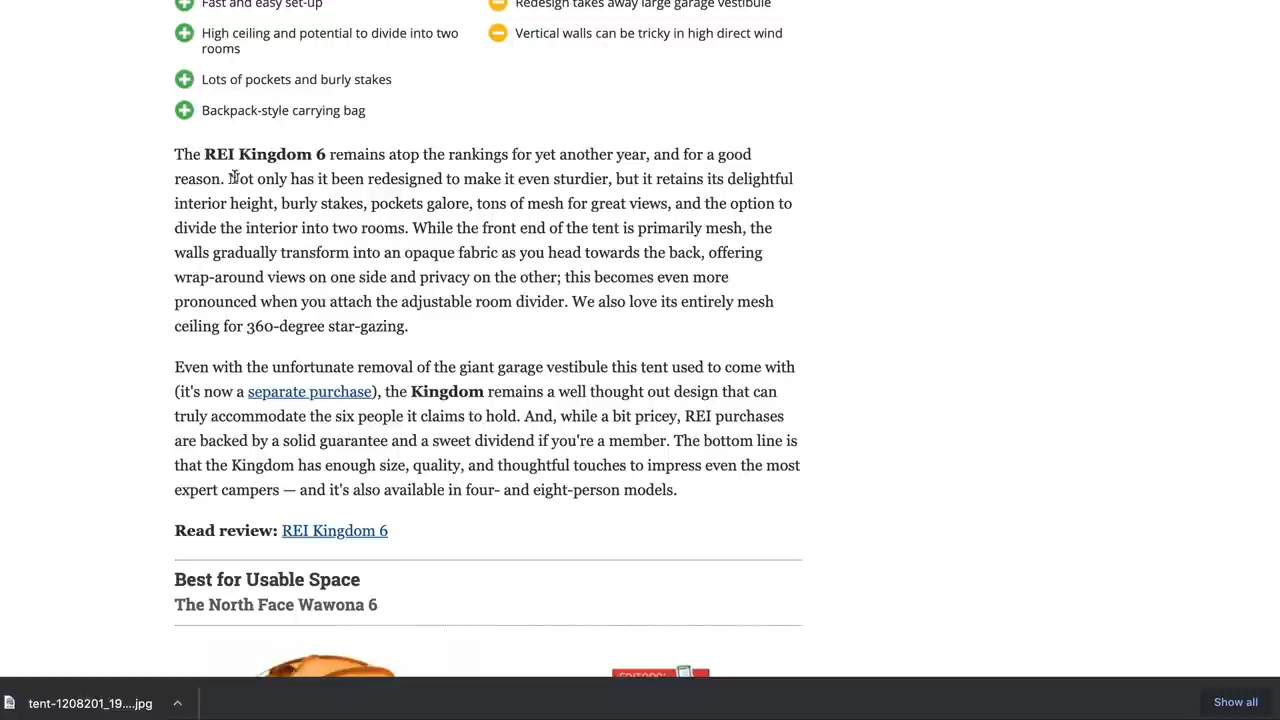 Fast and easy set-up
Redesign takes away large garage vestibule
High ceiling and potential to divide into two
rooms
Vertical walls can be tricky in high direct wind
Lots of pockets and burly stakes
Backpack-style carrying bag
The REI Kingdom 6 remains atop the rankings for yet another year, and for a good
reason. Not only has it been redesigned to make it even sturdier, but it retains its delightful
interior height, burly stakes, pockets galore, tons of mesh for great views, and the option to
divide the interior into two rooms. While the front end of the tent is primarily mesh, the
walls gradually transform into an opaque fabric as you head towards the back, offering
wrap-around views on one side and privacy on the other; this becomes even more
pronounced when you attach the adjustable room divider. We also love its entirely mesh
ceiling for 360-degree star-gazing.
Even with the unfortunate removal of the giant garage vestibule this tent used to come with
(it's now a separate purchase), the Kingdom remains a well thought out design that can
truly accommodate the six people it claims to hold. And, while a bit pricey, REI purchases
are backed by a solid guarantee and a sweet dividend if you're a member. The bottom line is
that the Kingdom has enough size, quality, and thoughtful touches to impress even the most
expert campers — and it's also available in four- and eight-person models.
Read review: REI Kingdom 6
Best for Usable Space
The North Face Wawona 6
EDITORS'
tent-1208201_19....jpg
Show all